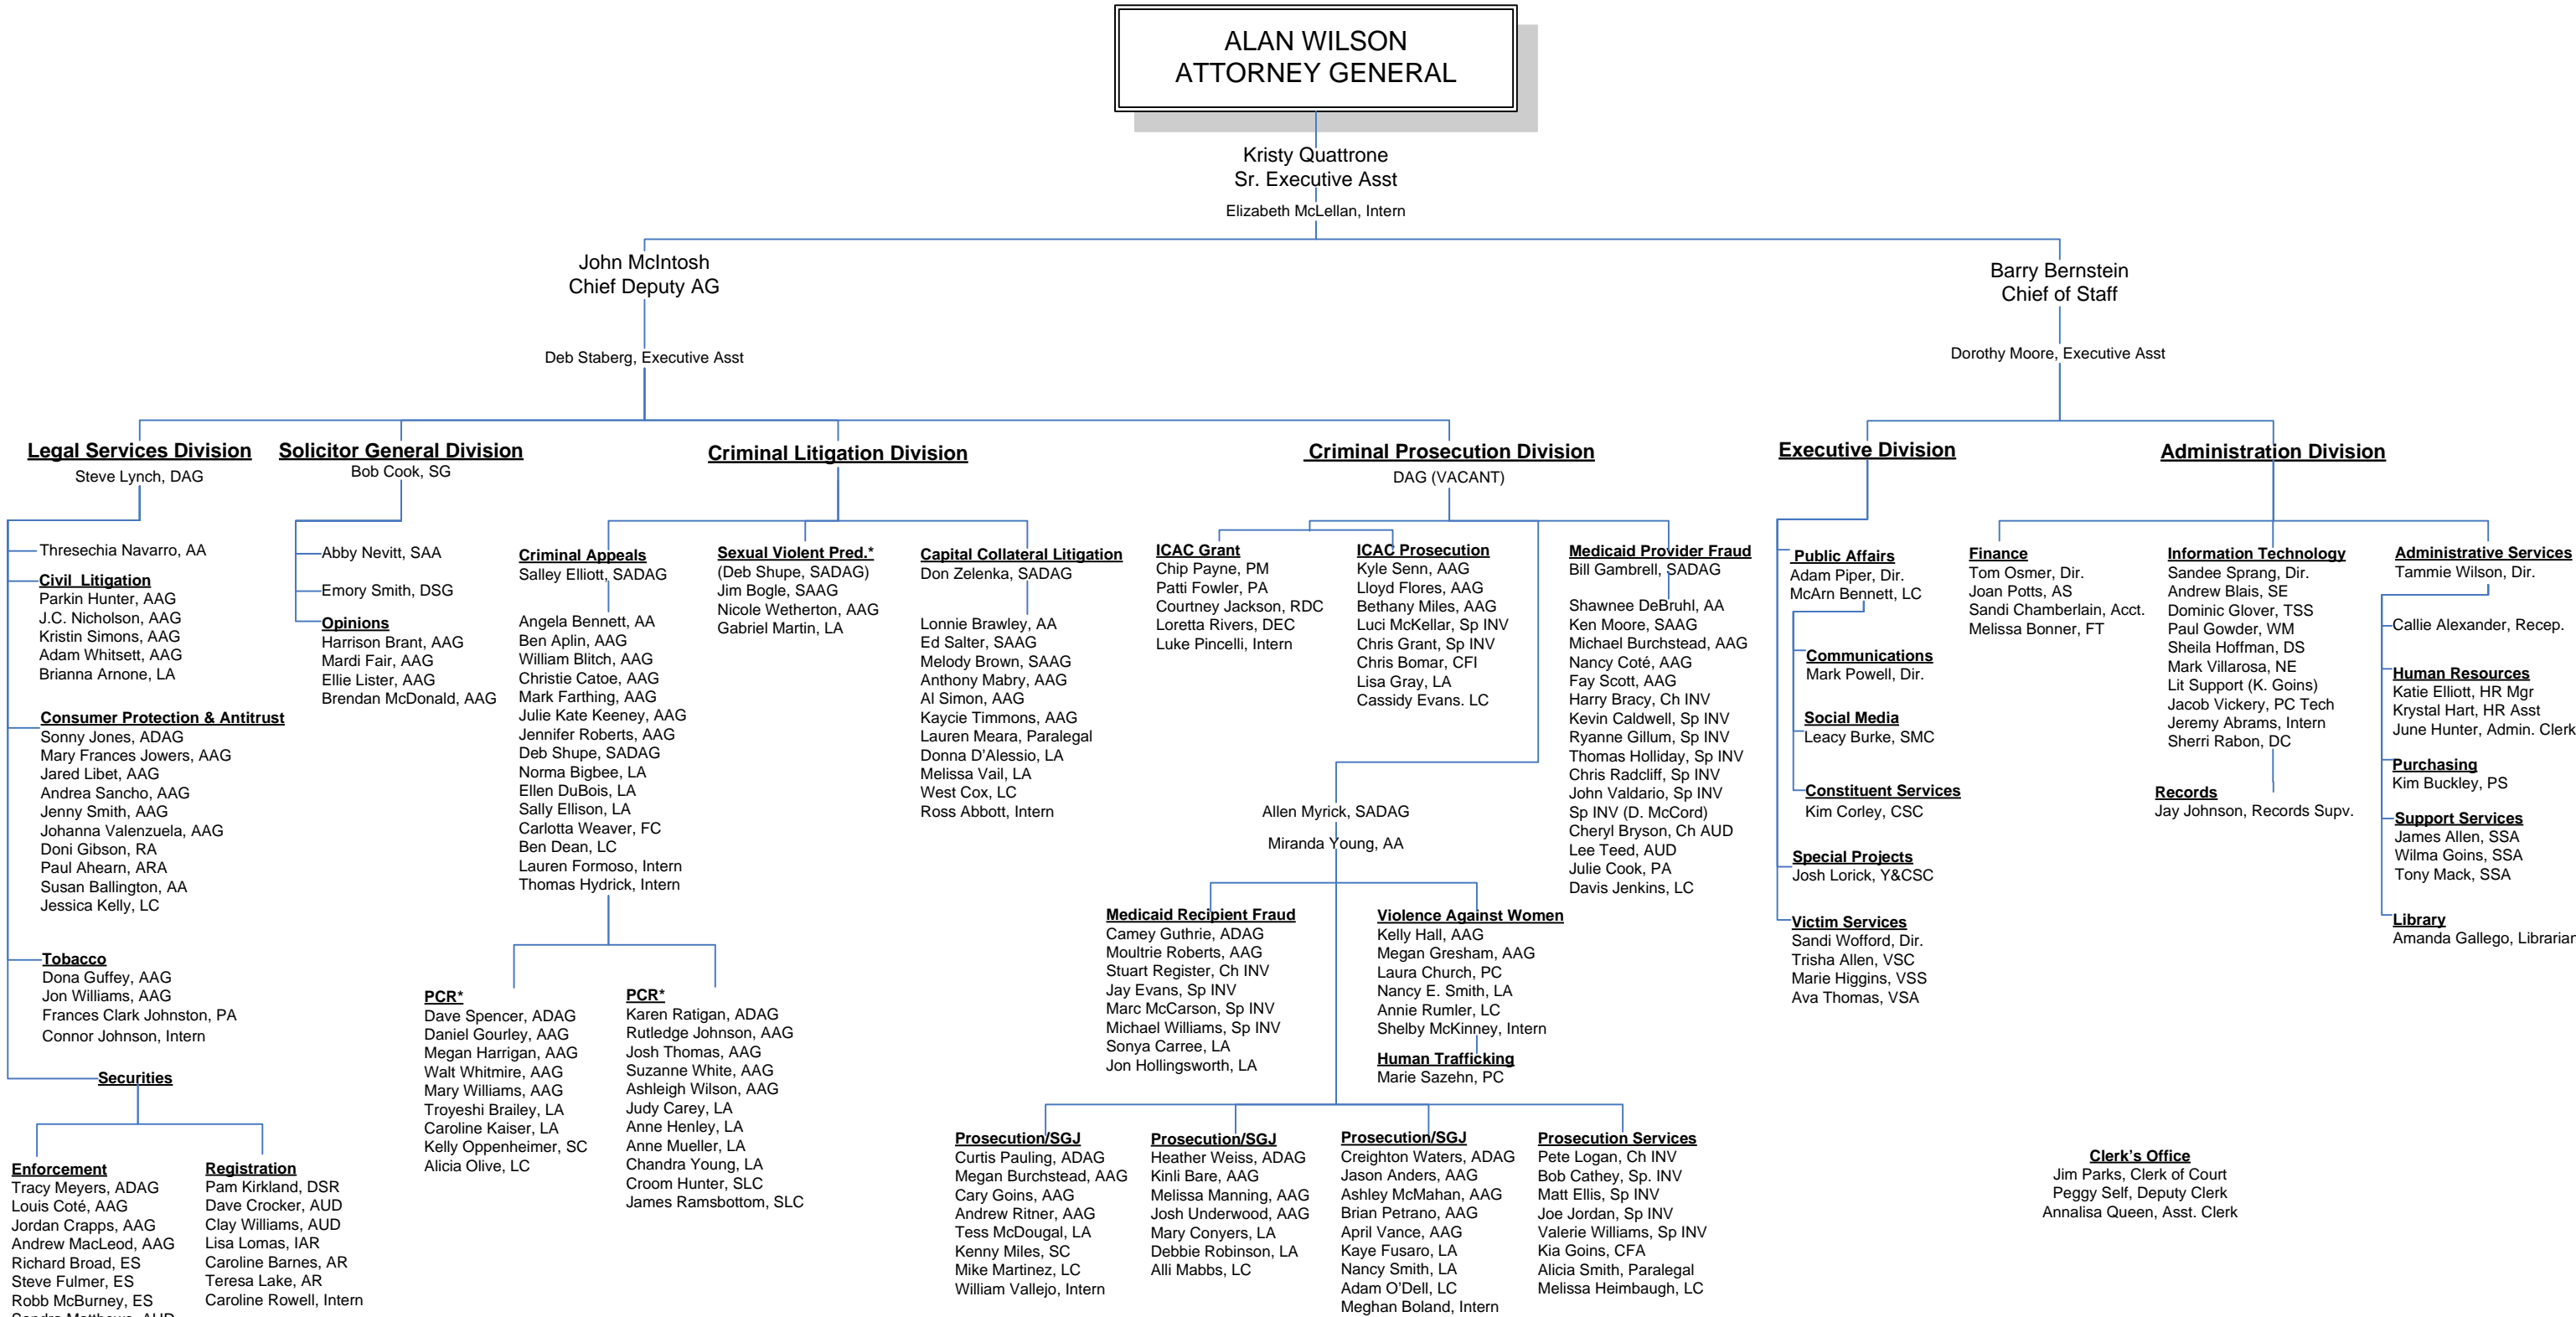 ALAN WILSON
ATTORNEY GENERAL
Kristy Quattrone
Sr. Executive Asst
Elizabeth McLellan, Intern
John McIntosh
Chief Deputy AG
Deb Staberg, Executive Asst
Barry Bernstein
Chief of Staff
Dorothy Moore, Executive Asst
Legal Services Division
Steve Lynch, DAG
Thresechia Navarro, AA
Civil Litigation
Parkin Hunter, AAG
J.C. Nicholson, AAG
Kristin Simons, AAG
Adam Whitsett, AAG
Brianna Arnone, LA
Consumer Protection & Antitrust
Sonny Jones, ADAG
Mary Frances Jowers, AAG
Jared Libet, AAG
Andrea Sancho, AAG
Jenny Smith, AAG
Johanna Valenzuela, AAG
Doni Gibson, RA
Paul Ahearn, ARA
Susan Ballington, AA
Jessica Kelly, LC
Tobacco
Dona Guffey, AAG
Jon Williams, AAG
Frances Clark Johnston, PA
Connor Johnson, Intern
Securities
Enforcement
Tracy Meyers, ADAG
Louis Coté, AAG
Jordan Crapps, AAG
Andrew MacLeod, AAG
Richard Broad, ES
Steve Fulmer, ES
Robb McBurney, ES
Registration
Pam Kirkland, DSR
Dave Crocker, AUD
Clay Williams, AUD
Lisa Lomas, IAR
Caroline Barnes, AR
Teresa Lake, AR
Caroline Rowell, Intern
Solicitor General Division
Bob Cook, SG
Abby Nevitt, SAA
Emory Smith, DSG
Opinions
Harrison Brant, AAG
Mardi Fair, AAG
Ellie Lister, AAG
Brendan McDonald, AAG
Criminal Litigation Division
Criminal Appeals
Salley Elliott, SADAG
Angela Bennett, AA
Ben Aplin, AAG
William Blitch, AAG
Christie Catoe, AAG
Mark Farthing, AAG
Julie Kate Keeney, AAG
Jennifer Roberts, AAG
Deb Shupe, SADAG
Norma Bigbee, LA
Ellen DuBois, LA
Sally Ellison, LA
Carlotta Weaver, FC
Ben Dean, LC
Lauren Formoso, Intern
Thomas Hydrick, Intern
PCR*
Dave Spencer, ADAG
Daniel Gourley, AAG
Megan Harrigan, AAG
Walt Whitmire, AAG
Mary Williams, AAG
Troyeshi Brailey, LA
Caroline Kaiser, LA
Kelly Oppenheimer, SC
Alicia Olive, LC
PCR*
Karen Ratigan, ADAG
Rutledge Johnson, AAG
Josh Thomas, AAG
Suzanne White, AAG
Ashleigh Wilson, AAG
Judy Carey, LA
Anne Henley, LA
Anne Mueller, LA
Chandra Young, LA
Croom Hunter, SLC
James Ramsbottom, SLC
Sexual Violent Pred.*
(Deb Shupe, SADAG)
Jim Bogle, SAAG
Nicole Wetherton, AAG
Gabriel Martin, LA
Capital Collateral Litigation
Don Zelenka, SADAG
Lonnie Brawley, AA
Ed Salter, SAAG
Melody Brown, SAAG
Anthony Mabry, AAG
Al Simon, AAG
Kaycie Timmons, AAG
Lauren Meara, Paralegal
Donna D'Alessio, LA
Melissa Vail, LA
West Cox, LC
Ross Abbott, Intern
Criminal Prosecution Division
DAG (VACANT)
ICAC Grant
Chip Payne, PM
Patti Fowler, PA
Courtney Jackson, RDC
Loretta Rivers, DEC
Luke Pincelli, Intern
ICAC Prosecution
Kyle Senn, AAG
Lloyd Flores, AAG
Bethany Miles, AAG
Luci McKellar, Sp INV
Chris Grant, Sp INV
Chris Bomar, CFI
Lisa Gray, LA
Cassidy Evans. LC
Medicaid Provider Fraud
Bill Gambrell, SADAG
Shawnee DeBruhl, AA
Ken Moore, SAAG
Michael Burchstead, AAG
Nancy Coté, AAG
Fay Scott, AAG
Harry Bracy, Ch INV
Kevin Caldwell, Sp INV
Ryanne Gillum, Sp INV
Thomas Holliday, Sp INV
Chris Radcliff, Sp INV
John Valdario, Sp INV
Sp INV (D. McCord)
Cheryl Bryson, Ch AUD
Lee Teed, AUD
Julie Cook, PA
Davis Jenkins, LC
Allen Myrick, SADAG
Miranda Young, AA
Medicaid Recipient Fraud
Camey Guthrie, ADAG
Moultrie Roberts, AAG
Stuart Register, Ch INV
Jay Evans, Sp INV
Marc McCarson, Sp INV
Michael Williams, Sp INV
Sonya Carree, LA
Jon Hollingsworth, LA
Violence Against Women
Kelly Hall, AAG
Megan Gresham, AAG
Laura Church, PC
Nancy E. Smith, LA
Annie Rumler, LC
Shelby McKinney, Intern
Human Trafficking
Marie Sazehn, PC
Prosecution/SGJ
Curtis Pauling, ADAG
Megan Burchstead, AAG
Cary Goins, AAG
Andrew Ritner, AAG
Tess McDougal, LA
Kenny Miles, SC
Mike Martinez, LC
William Vallejo, Intern
Prosecution/SGJ
Heather Weiss, ADAG
Kinli Bare, AAG
Melissa Manning, AAG
Josh Underwood, AAG
Mary Conyers, LA
Debbie Robinson, LA
Alli Mabbs, LC
Prosecution/SGJ
Creighton Waters, ADAG
Jason Anders, AAG
Ashley McMahan, AAG
Brian Petrano, AAG
April Vance, AAG
Kaye Fusaro, LA
Nancy Smith, LA
Adam O'Dell, LC
Meghan Boland, Intern
Prosecution Services
Pete Logan, Ch INV
Bob Cathey, Sp. INV
Matt Ellis, Sp INV
Joe Jordan, Sp INV
Valerie Williams, Sp INV
Kia Goins, CFA
Alicia Smith, Paralegal
Melissa Heimbaugh, LC
Executive Division
Public Affairs
Adam Piper, Dir.
McArn Bennett, LC
Communications
Mark Powell, Dir.
Social Media
Leacy Burke, SMC
Constituent Services
Kim Corley, CSC
Special Projects
Josh Lorick, Y&CSC
Victim Services
Sandi Wofford, Dir.
Trisha Allen, VSC
Marie Higgins, VSS
Ava Thomas, VSA
Administration Division
Finance
Tom Osmer, Dir.
Joan Potts, AS
Sandi Chamberlain, Acct.
Melissa Bonner, FT
Information Technology
Sandee Sprang, Dir.
Andrew Blais, SE
Dominic Glover, TSS
Paul Gowder, WM
Sheila Hoffman, DS
Mark Villarosa, NE
Lit Support (K. Goins)
Jacob Vickery, PC Tech
Jeremy Abrams, Intern
Sherri Rabon, DC
Records
Jay Johnson, Records Supv.
Administrative Services
Tammie Wilson, Dir.
Callie Alexander, Recep.
Human Resources
Katie Elliott, HR Mgr
Krystal Hart, HR Asst
June Hunter, Admin. Clerk
Purchasing
Kim Buckley, PS
Support Services
James Allen, SSA
Wilma Goins, SSA
Tony Mack, SSA
Library
Amanda Gallego, Librarian
Clerk's Office
Jim Parks, Clerk of Court
Peggy Self, Deputy Clerk
Annalisa Queen, Asst. Clerk